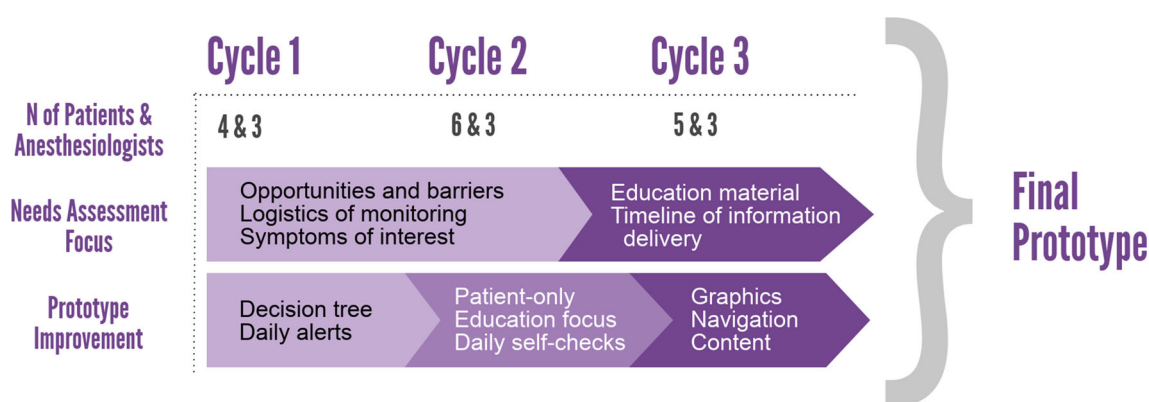 Cycle 1
Cycle 2
Cycle 3
N of Patients &
Anesthesiologists
4 & 3
6 & 3
5 & 3
Needs Assessment
Focus
Opportunities and barriers
Logistics of monitoring
Symptoms of interest
Education material
Timeline of information
delivery
Prototype
Improvement
Decision tree
Daily alerts
Patient-only
Education focus
Daily self-checks
Graphics
Navigation
Content
Final
Prototype